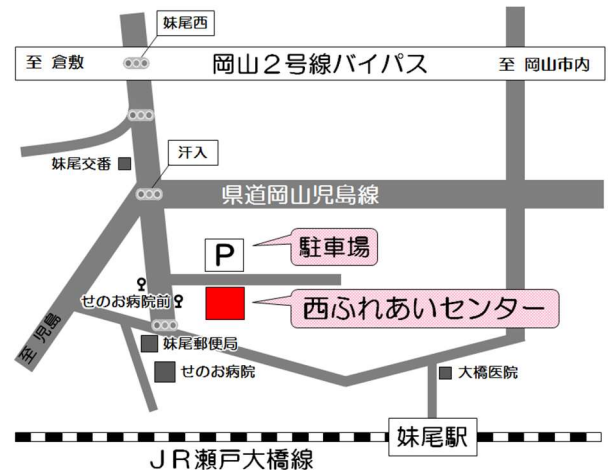 妹尾西
至 倉敷
岡山2号線バイパス
至 岡山市内
汗入
妹尾交番
県道岡山児島線
P
駐車場
せのお病院前
西ふれあいセンター
至 児島
妹尾郵便局
せのお病院
大橋医院
妹尾駅
JR瀬戸大橋線